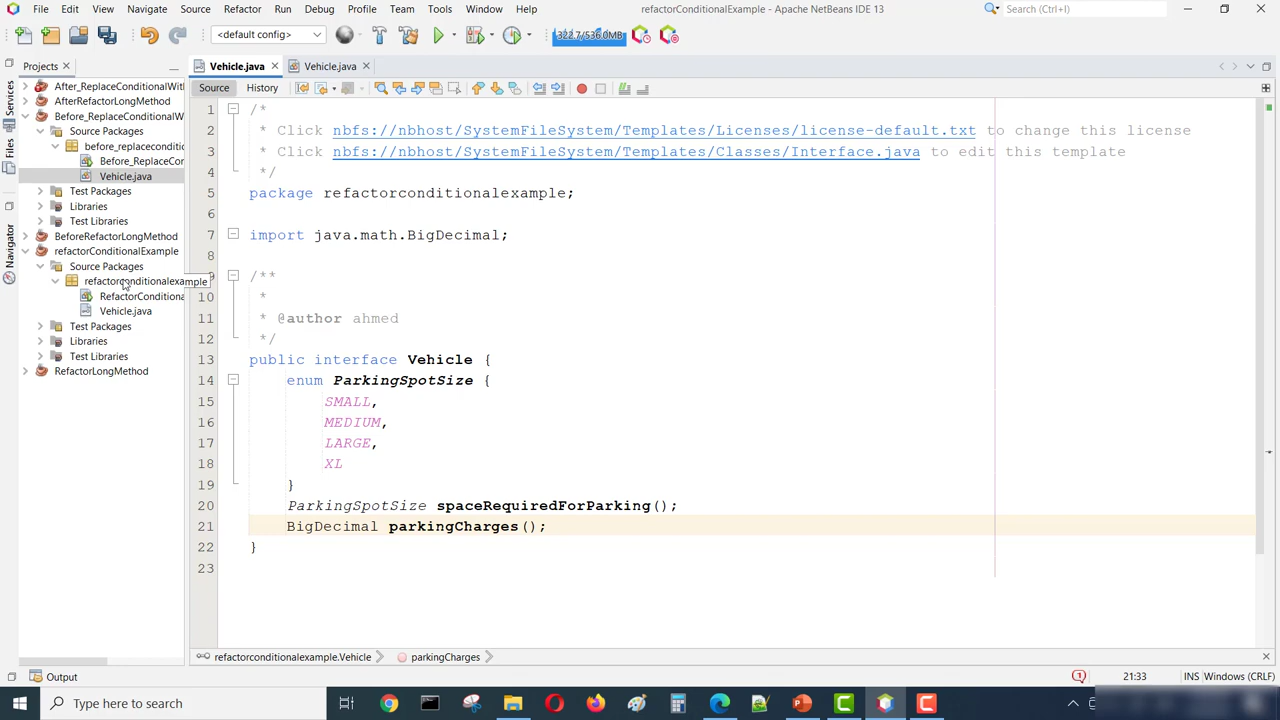 File Edit View Navigate Source Refactor Run Debug Profile Team Tools Window Help
refactorConditionalExample - Apache NetBeans IDE 13
Search (Ctrl+I)
<default config>
322.7/536.0MB
Projects
Vehicle.java
Vehicle.java
Source
History
Services
Files
Navigator
After_ReplaceConditionalWit
AfterRefactorLongMethod
Before_ReplaceConditionalW
Source Packages
before_replaceconditio
Before_ReplaceCor
Vehicle.java
Test Packages
Libraries
Test Libraries
BeforeRefactorLongMethod
refactorConditionalExample
Source Packages
refactorconditionalexample
RefactorConditiona
Vehicle.java
Test Packages
Libraries
Test Libraries
RefactorLongMethod
1 /*
2 * Click nbfs://nbhost/SystemFileSystem/Templates/Licenses/license-default.txt to change this license
3 * Click nbfs://nbhost/SystemFileSystem/Templates/Classes/Interface.java to edit this template
4 */
5 package refactorconditionalexample;
6
7 import java.math.BigDecimal;
8
9 /**
10 *
11 * @author ahmed
12 */
13 public interface Vehicle {
14 enum ParkingSpotSize {
15 SMALL,
16 MEDIUM,
17 LARGE,
18 XL
19 }
20 ParkingSpotSize spaceRequiredForParking();
21 BigDecimal parkingCharges();
22 }
23
refactorconditionalexample.Vehicle
parkingCharges
Output
1
21:33
INS
Windows (CRLF)
Type here to search